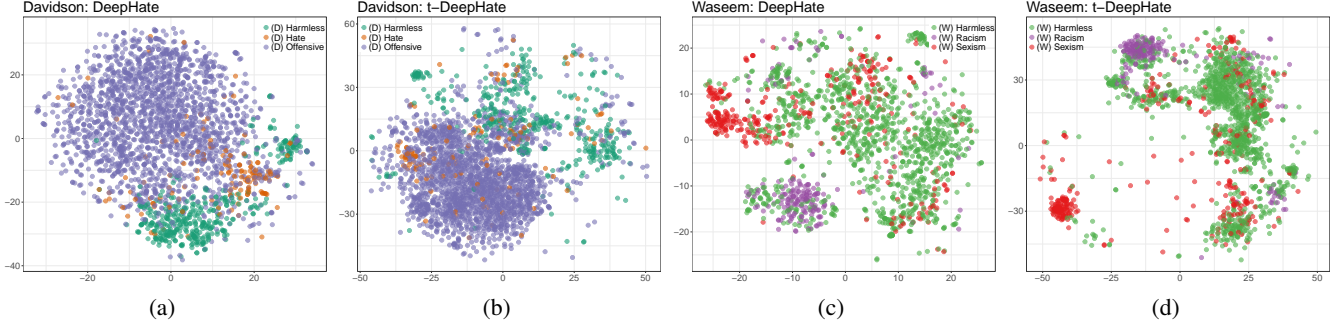 Davidson: DeepHate
(D) Harmless
(D) Hate
(D) Offensive
20
0
−20
−40
−20
0
20
(a)
Davidson: t−DeepHate
(D) Harmless
(D) Hate
(D) Offensive
60
30
0
−30
−50
−25
0
25
50
(b)
Waseem: DeepHate
(W) Harmless
(W) Racism
(W) Sexism
20
10
0
−10
−20
−20
−10
0
10
20
(c)
Waseem: t−DeepHate
(W) Harmless
(W) Racism
(W) Sexism
30
0
−30
−50
−25
0
25
50
(d)